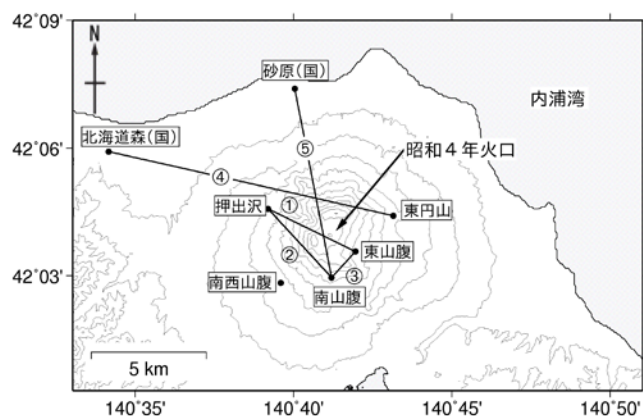 42°09'
N
砂原(国)
内浦湾
42°06'
北海道森(国)
⑤
昭和4年火口
④
押出沢
①
東円山
②
東山腹
42°03'
南西山腹
③
南山腹
5 km
140°35'
140°40'
140°45'
140°50'